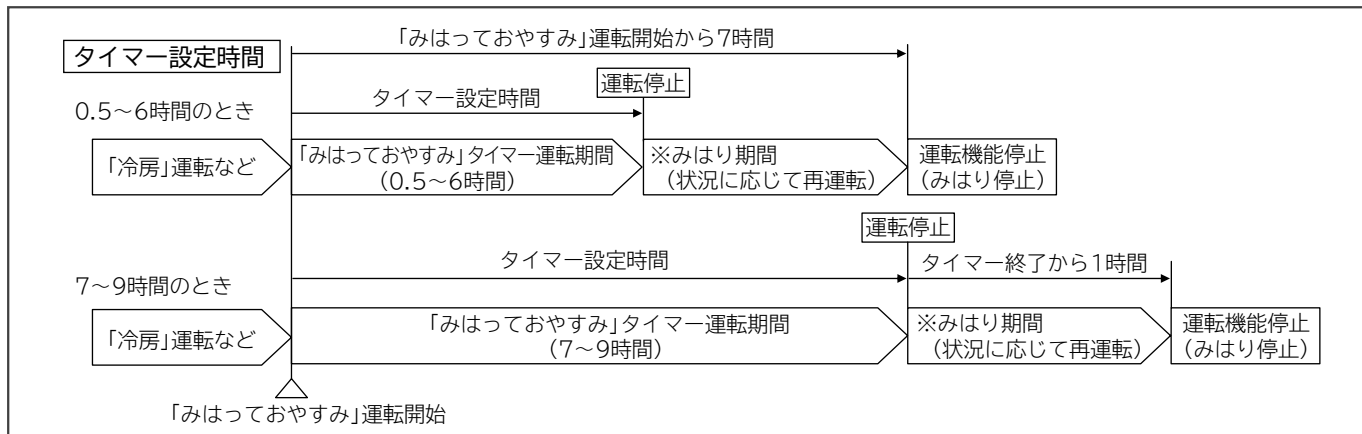 タイマー設定時間
「みはっておやすみ」運転開始から7時間
0.5～6時間のとき
タイマー設定時間
運転停止
「冷房」運転など
「みはっておやすみ」タイマー運転期間
（0.5～6時間）
※みはり期間
（状況に応じて再運転）
運転機能停止
（みはり停止）
運転停止
7～9時間のとき
タイマー設定時間
タイマー終了から1時間
「冷房」運転など
「みはっておやすみ」タイマー運転期間
（7～9時間）
※みはり期間
（状況に応じて再運転）
運転機能停止
（みはり停止）
「みはっておやすみ」運転開始